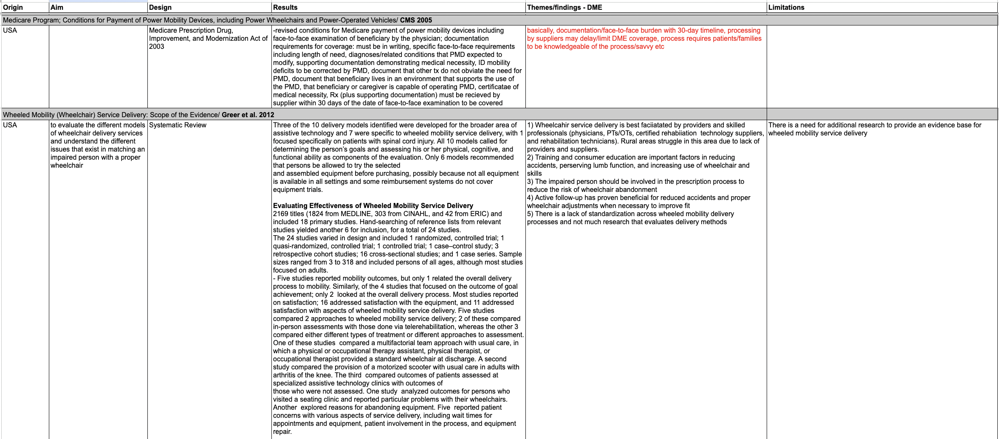 Origin
Aim
Design
Results
Themes/findings - DME
Limitations
Medicare Program; Conditions for Payment of Power Mobility Devices, including Power Wheelchairs and Power-Operated Vehicles/ CMS 2005
USA
Medicare Prescription Drug,
Improvement, and Modernization Act of
2003
-revised conditions for Medicare payment of power mobility devices including
face-to-face examination of beneficiary by the physician; documentation
requirements for coverage: must be in writing, specific face-to-face requirements
including length of need, diagnoses/related conditions that PMD expected to
modify, supporting documentation demonstrating medical necessity, ID mobility
deficits to be corrected by PMD, document that other tx do not obviate the need for
PMD, document that beneficiary lives in an environment that supports the use of
the PMD, that beneficiary or caregiver is capable of operating PMD, certificatae of
medical necessity, Rx (plus supporting documentation) must be recieved by
supplier within 30 days of the date of face-to-face examination to be covered
basically, documentation/face-to-face burden with 30-day timeline, processing
by suppliers may delay/limit DME coverage, process requires patients/families
to be knowledgeable of the process/savvy etc
Wheeled Mobility (Wheelchair) Service Delivery: Scope of the Evidence/ Greer et al. 2012
USA
to evaluate the different models
of wheelchair delivery services
and understand the different
issues that exist in matching an
impaired person with a proper
wheelchair
Systematic Review
Three of the 10 delivery models identified were developed for the broader area of
assistive technology and 7 were specific to wheeled mobility service delivery, with 1
focused specifically on patients with spinal cord injury. All 10 models called for
determining the person's goals and assessing his or her physical, cognitive, and
functional ability as components of the evaluation. Only 6 models recommended
that persons be allowed to try the selected
and assembled equipment before purchasing, possibly because not all equipment
is available in all settings and some reimbursement systems do not cover
equipment trials.
Evaluating Effectiveness of Wheeled Mobility Service Delivery
2169 titles (1824 from MEDLINE, 303 from CINAHL, and 42 from ERIC) and
included 18 primary studies. Hand-searching of reference lists from relevant
studies yielded another 6 for inclusion, for a total of 24 studies.
The 24 studies varied in design and included 1 randomized, controlled trial; 1
quasi-randomized, controlled trial; 1 controlled trial; 1 case–control study; 3
retrospective cohort studies; 16 cross-sectional studies; and 1 case series. Sample
sizes ranged from 3 to 318 and included persons of all ages, although most studies
focused on adults.
- Five studies reported mobility outcomes, but only 1 related the overall delivery
process to mobility. Similarly, of the 4 studies that focused on the outcome of goal
achievement; only 2  looked at the overall delivery process. Most studies reported
on satisfaction; 16 addressed satisfaction with the equipment, and 11 addressed
satisfaction with aspects of wheeled mobility service delivery. Five studies
compared 2 approaches to wheeled mobility service delivery; 2 of these compared
in-person assessments with those done via telerehabilitation, whereas the other 3
compared either different types of treatment or different approaches to assessment.
One of these studies  compared a multifactorial team approach with usual care, in
which a physical or occupational therapy assistant, physical therapist, or
occupational therapist provided a standard wheelchair at discharge. A second
study compared the provision of a motorized scooter with usual care in adults with
arthritis of the knee. The third  compared outcomes of patients assessed at
specialized assistive technology clinics with outcomes of
those who were not assessed. One study  analyzed outcomes for persons who
visited a seating clinic and reported particular problems with their wheelchairs.
Another  explored reasons for abandoning equipment. Five  reported patient
concerns with various aspects of service delivery, including wait times for
appointments and equipment, patient involvement in the process, and equipment
repair.
1) Wheelcahir service delivery is best faciiatated by providers and skilled
professionals (physicians, PTs/OTs, certified rehabiiation  technology suppliers,
and rehabilitation technicians). Rural areas struggle in this area due to lack of
providers and suppliers.
2) Training and consumer education are important factors in reducing
accidents, perserving lumb function, and increasing use of wheelchair and
skills
3) The impaired person should be involved in the prescription process to
reduce the risk of wheelchair abandonment
4) Active follow-up has proven beneficial for reduced accidents and proper
wheelchair adjustments when necessary to improve fit
5) There is a lack of standardization across wheeled mobility delivery
processes and not much research that evaluates delivery methods
There is a need for additional research to provide an evidence base for
wheeled mobility service delivery